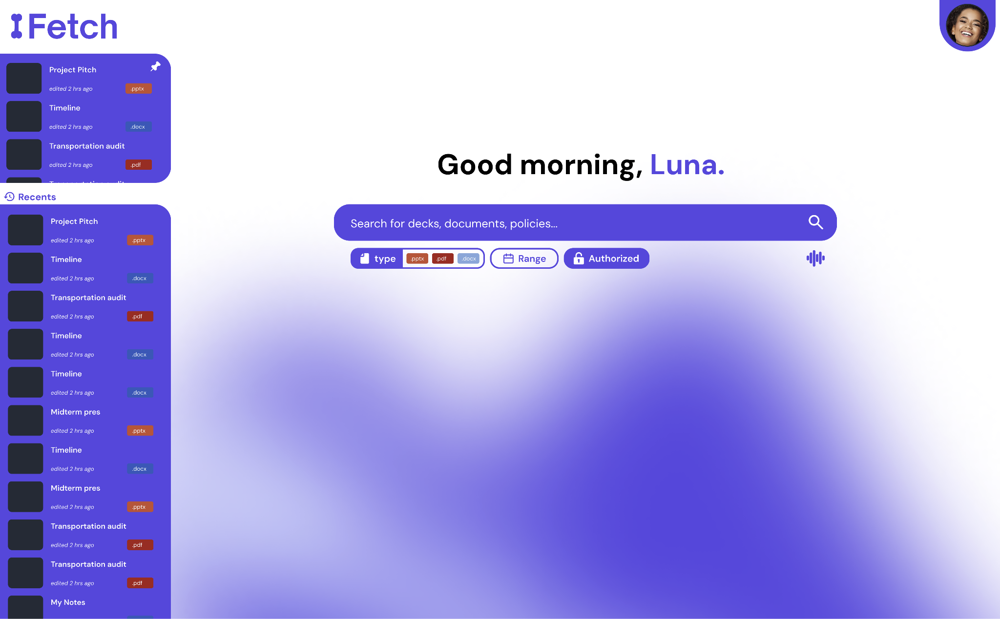 Fetch
Project Pitch
edited 2 hrs ago .pptx
Timeline
edited 2 hrs ago .docx
Transportation audit
edited 2 hrs ago .pdf
Recents
Project Pitch
edited 2 hrs ago .pptx
Timeline
edited 2 hrs ago .docx
Transportation audit
edited 2 hrs ago .pdf
Timeline
edited 2 hrs ago .docx
Timeline
edited 2 hrs ago .docx
Midterm pres
edited 2 hrs ago .pptx
Timeline
edited 2 hrs ago .docx
Midterm pres
edited 2 hrs ago .pptx
Transportation audit
edited 2 hrs ago .pdf
Transportation audit
edited 2 hrs ago .pdf
My Notes
Good morning, Luna.
Search for decks, documents, policies...
type .pptx .pdf .docx Range Authorized